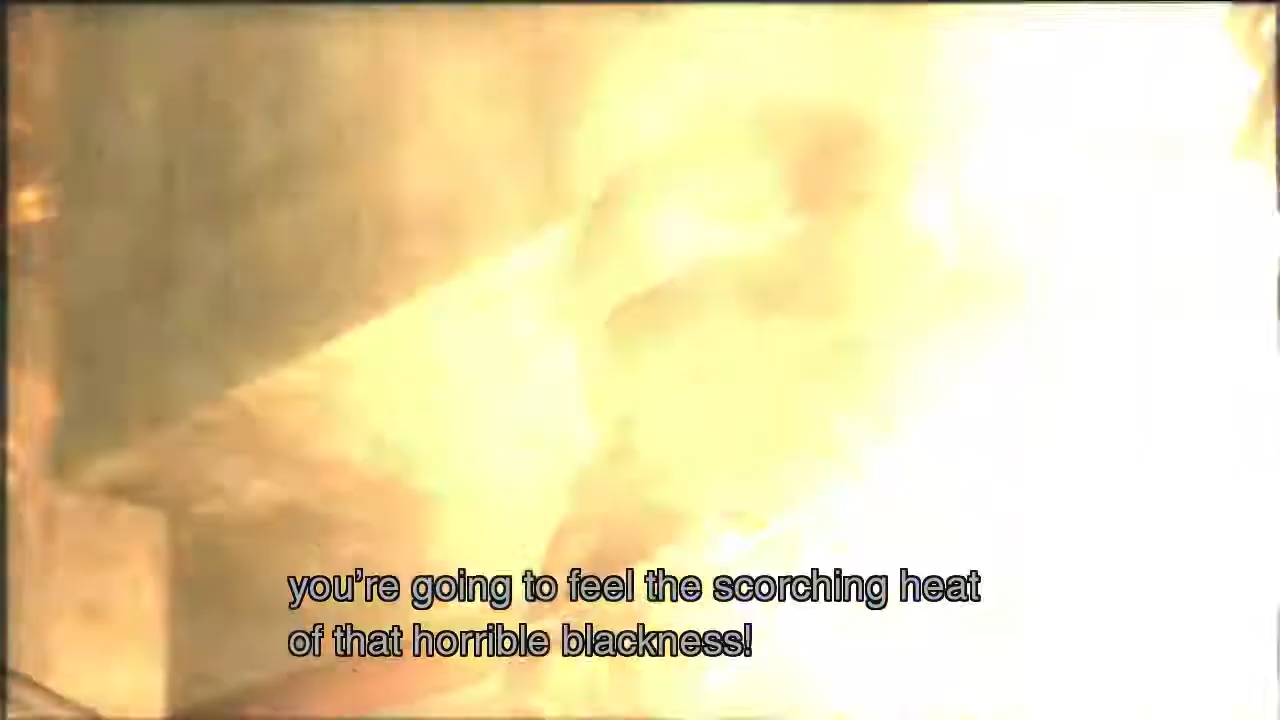 you're going to feel the scorching heat
of that horrible blackness!